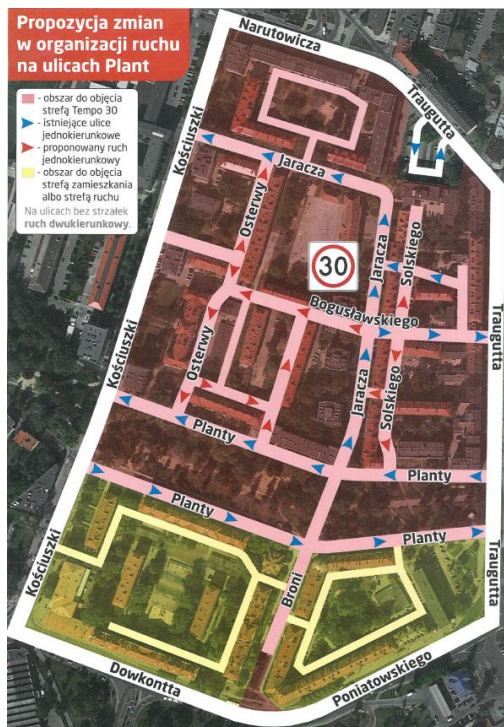 Propozycja zmian
w organizacji ruchu
na ulicach Plant
- obszar do objęcia
strefą Tempo 30
- istniejące ulice
jednokierunkowe
- proponowany ruch
jednokierunkowy
- obszar do objęcia
strefą zamieszkania
albo strefą ruchu
Na ulicach bez strzałek
ruch dwukierunkowy.
Narutowicza
Traugutta
Kościuszki
Jaracza
Osterwy
Jaracza
Solskiego
30
Bogusławskiego
Traugutta
Osterwy
Kościuszki
Jaracza
Solskiego
Planty
Planty
Planty
Planty
Kościuszki
Broni
Traugutta
Dowkontta
Poniatowskiego